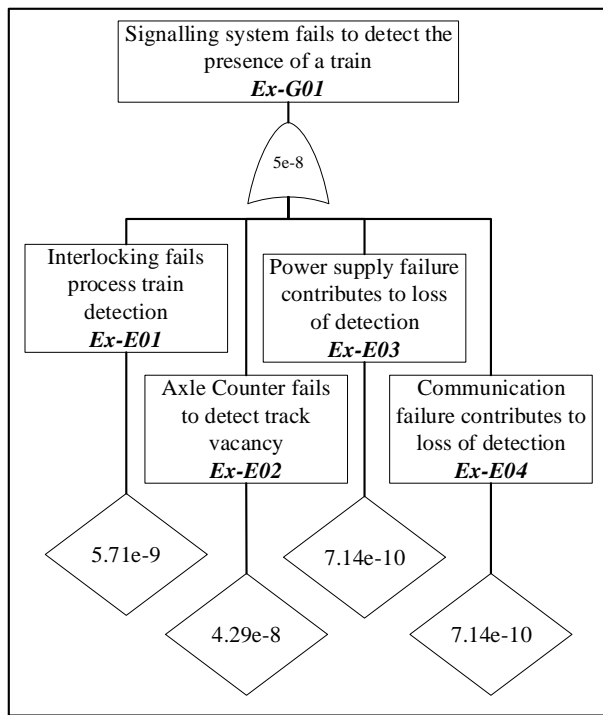 Signalling system fails to detect the
presence of a train
Ex-G01
5e-8
Interlocking fails
process train
detection
Ex-E01
Power supply failure
contributes to loss
of detection
Ex-E03
Axle Counter fails
to detect track
vacancy
Ex-E02
Communication
failure contributes to
loss of detection
Ex-E04
5.71e-9
7.14e-10
4.29e-8
7.14e-10